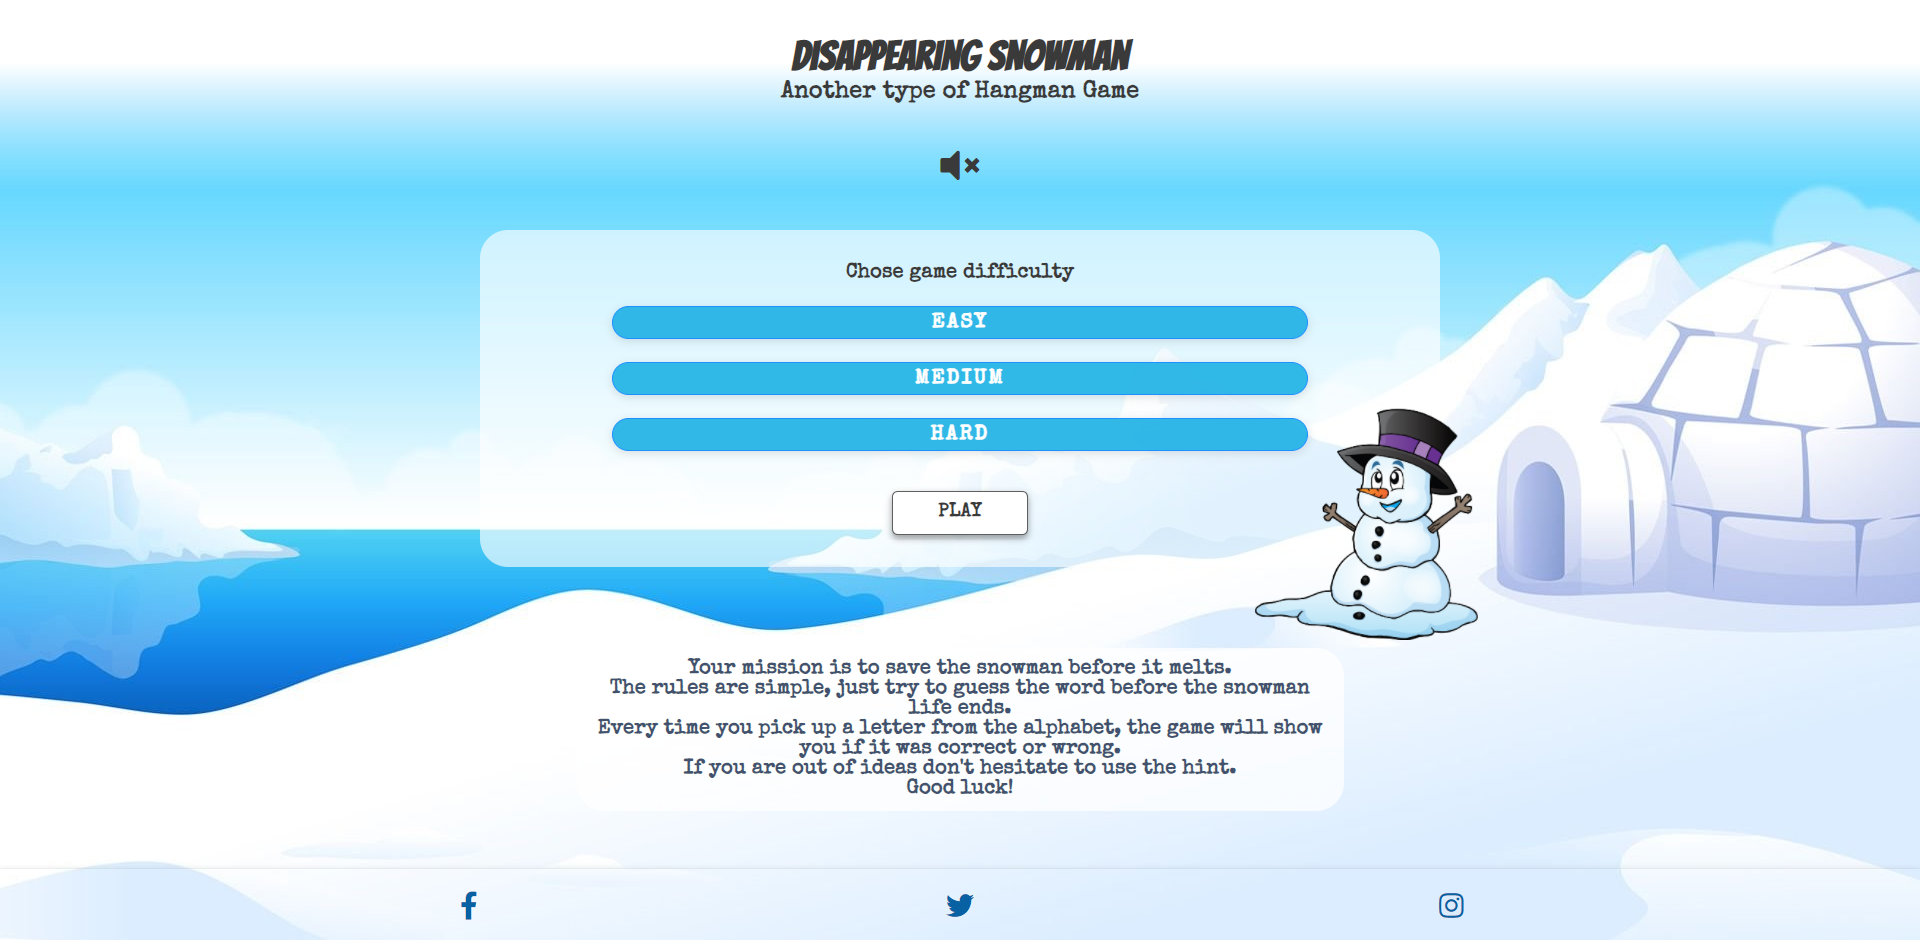 DISAPPEARING SNOWMAN
Another type of Hangman Game
Chose game difficulty
EASY
MEDIUM
HARD
PLAY
Your mission is to save the snowman before it melts.
The rules are simple, just try to guess the word before the snowman
life ends.
Every time you pick up a letter from the alphabet, the game will show
you if it was correct or wrong.
If you are out of ideas don't hesitate to use the hint.
Good luck!